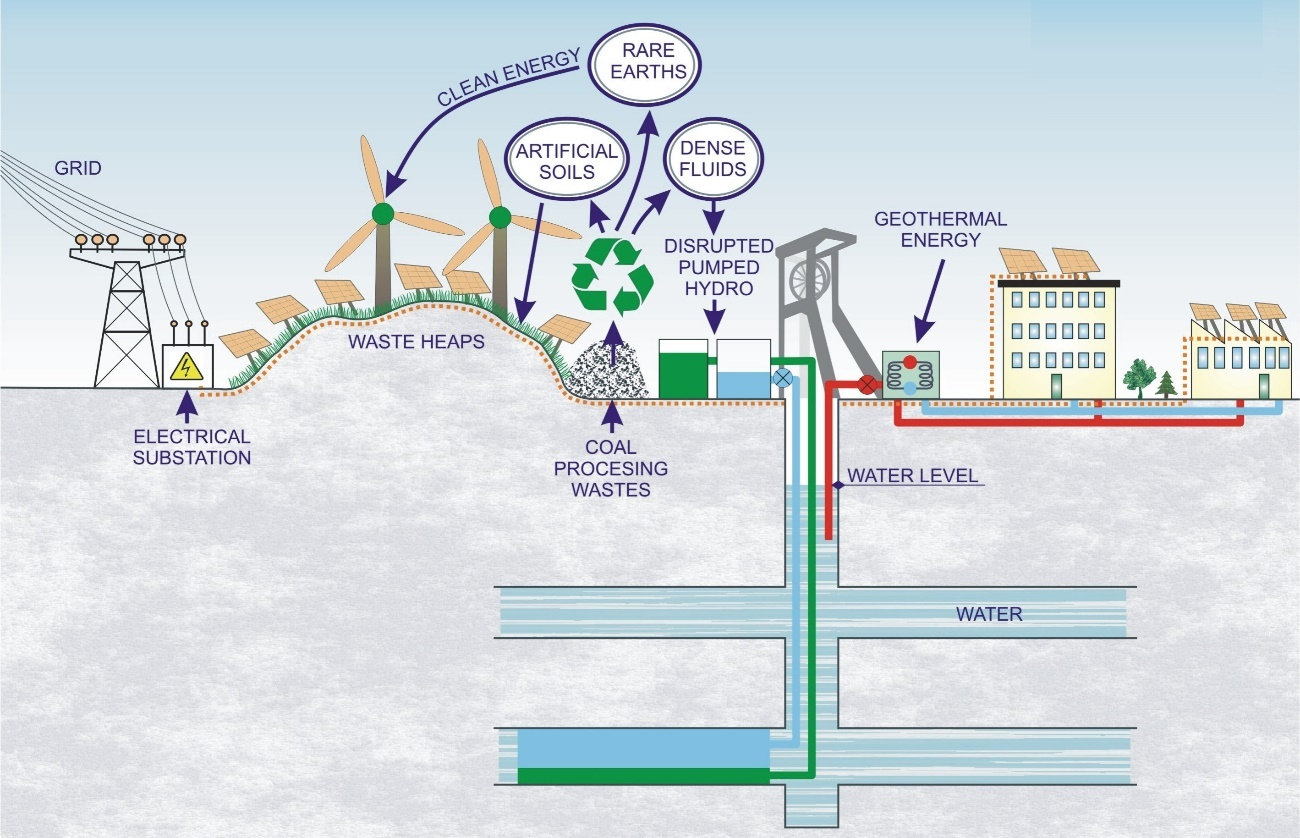 RARE
EARTHS
CLEAN ENERGY
ARTIFICIAL
SOILS
DENSE
FLUIDS
GRID
GEOTHERMAL
ENERGY
DISRUPTED
PUMPED
HYDRO
WASTE HEAPS
ELECTRICAL
SUBSTATION
COAL
PROCESING
WASTES
WATER LEVEL
WATER